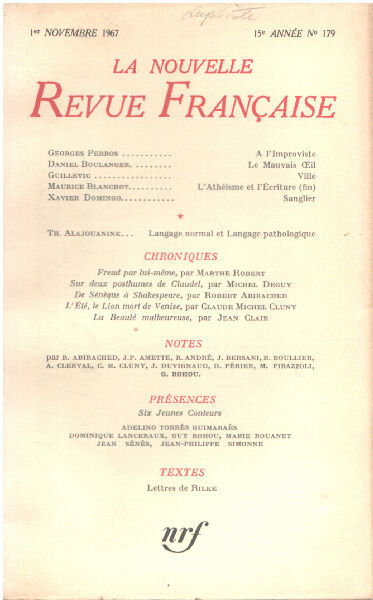 Duplicata
1er NOVEMBRE 1967 15e ANNÉE No 179
LA NOUVELLE
REVUE FRANÇAISE
GEORGES PERROS ........... A l'Improviste
DANIEL BOULANGER. ........ Le Mauvais Œil
GUILLEVIC ................. Ville
MAURICE BLANCHOT.......... L'Athéisme et l'Écriture (fin)
XAVIER DOMINGO............ Sanglier
*
TH. ALAJOUANINE... Langage normal et Langage pathologique
CHRONIQUES
Freud par lui-même, par MARTHE ROBERT
Sur deux posthumes de Claudel, par MICHEL DEGUY
De Sénèque à Shakespeare, par ROBERT ABIRACHED
L'Été, le Lion mort de Venise, par CLAUDE MICHEL CLUNY
La Beauté malheureuse, par JEAN CLAIR
NOTES
par R. ABIRACHED, J.P. AMETTE, R. ANDRÉ, J. BERSANI, R. BOULLIER,
A. CLERVAL, C. M. CLUNY, J. DUVIGNAUD, D. PÉRIER, M. PIRAZZOLI,
G. ROHOU.
PRÉSENCES
Six Jeunes Conteurs
ADELINO TORRÈS GUIMARAËS
DOMINIQUE LANCERAUX, GUY ROHOU, MARIE ROUANET
JEAN SÉNÈS, JEAN-PHILIPPE SIMONNE
TEXTES
Lettres de RILKE
nrf